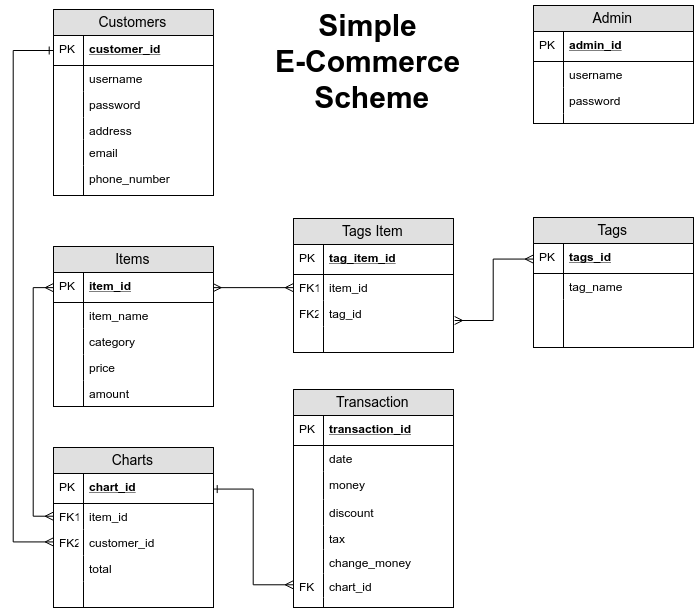 Simple
E-Commerce
Scheme
Customers
PK customer_id
username
password
address
email
phone_number
Admin
PK admin_id
username
password
Items
PK item_id
item_name
category
price
amount
Tags Item
PK tag_item_id
FK1 item_id
FK2 tag_id
Tags
PK tags_id
tag_name
Charts
PK chart_id
FK1 item_id
FK2 customer_id
total
Transaction
PK transaction_id
date
money
discount
tax
change_money
FK chart_id